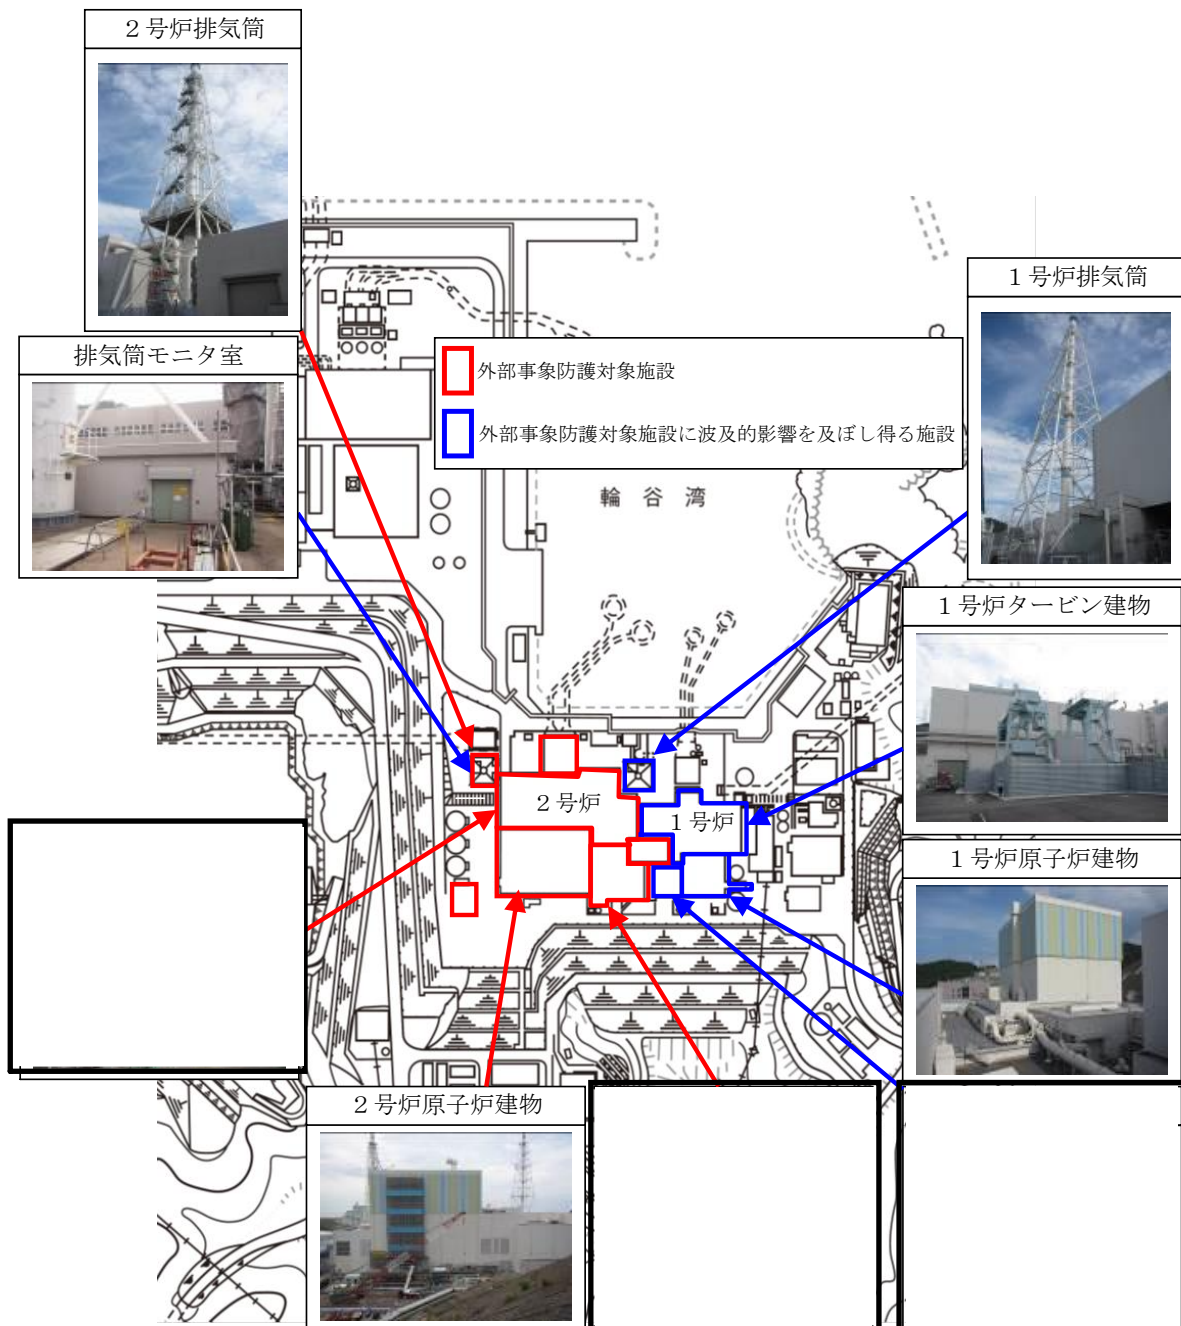 ２号炉排気筒
１号炉排気筒
排気筒モニタ室
外部事象防護対象施設
外部事象防護対象施設に波及的影響を及ぼし得る施設
輪谷湾
１号炉タービン建物
２号炉
１号炉
１号炉原子炉建物
２号炉原子炉建物